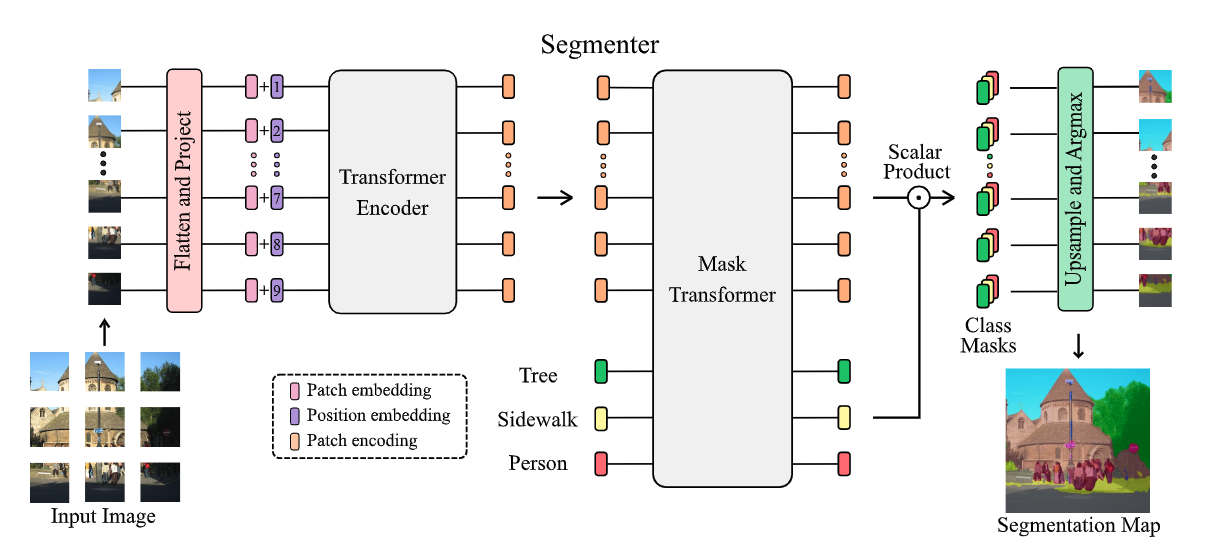 Segmenter
Flatten and Project
+1
+2
+7
+8
+9
Transformer
Encoder
Mask
Transformer
Scalar
Product
Class
Masks
Upsample and Argmax
Tree
Sidewalk
Person
Patch embedding
Position embedding
Patch encoding
Input Image
Segmentation Map